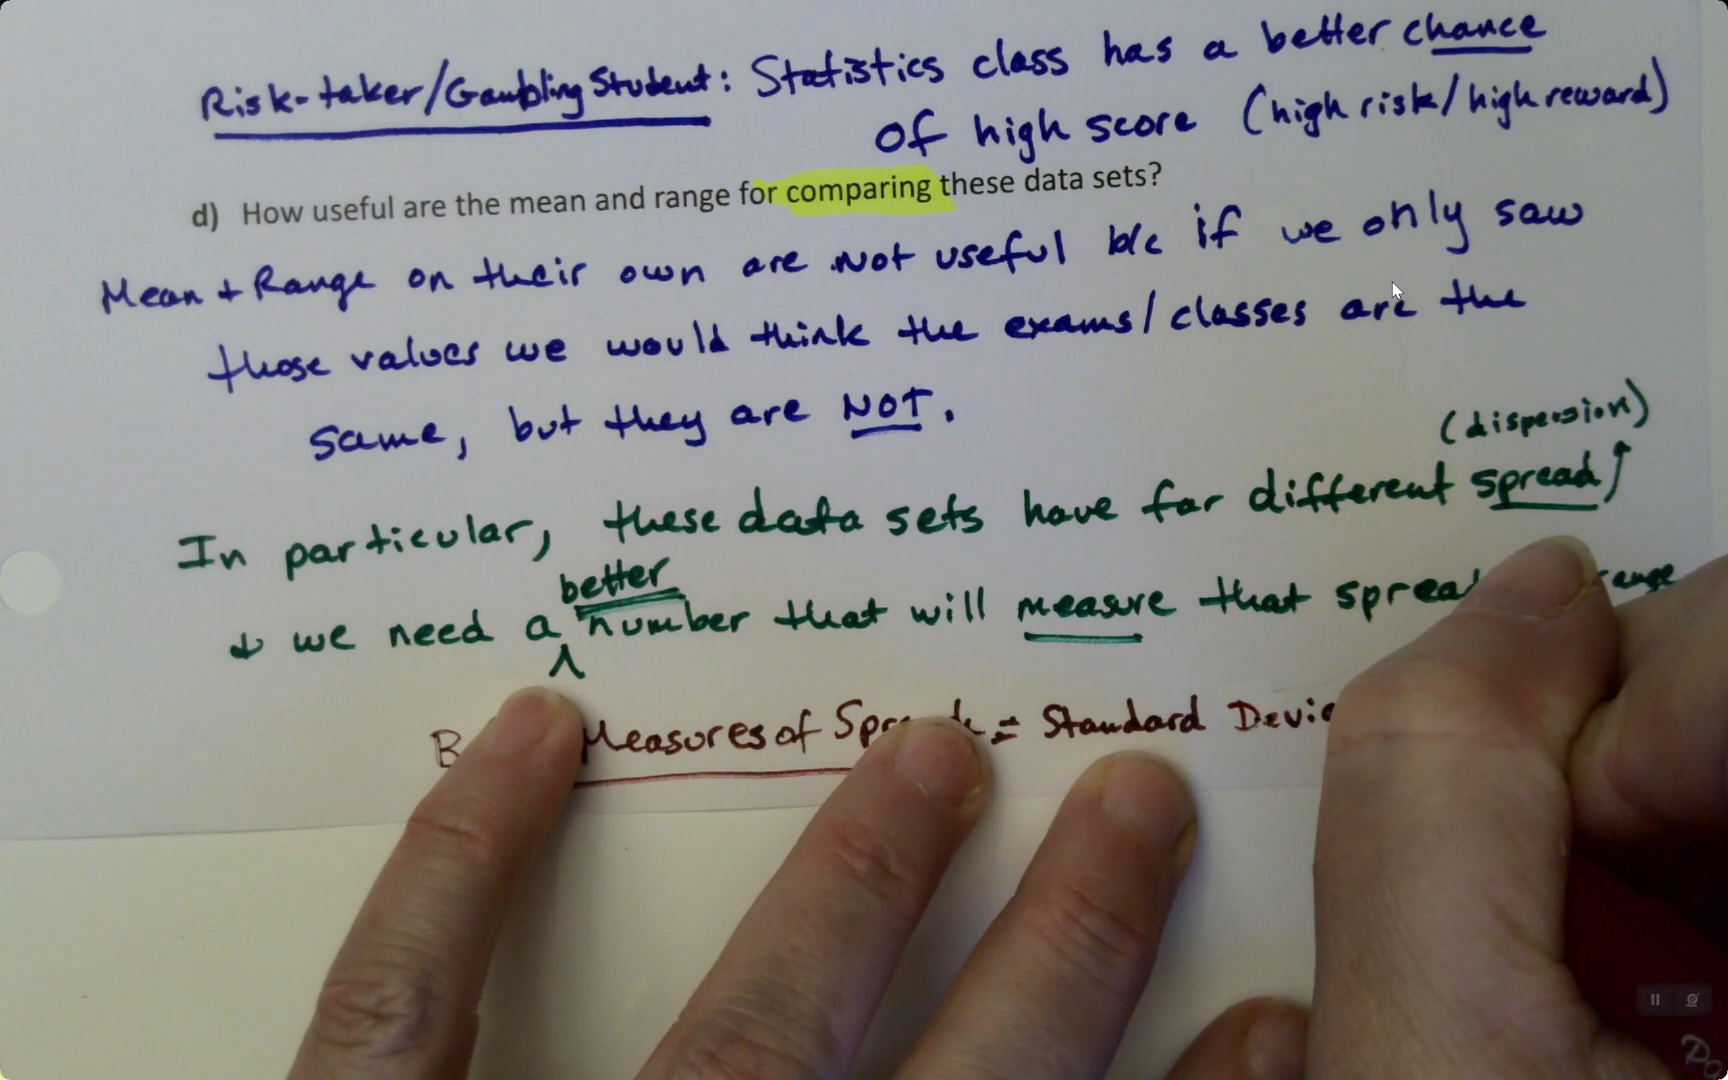 Risk-taker/Gambling Student: Statistics class has a better chance
of high score (high risk/high reward)
d) How useful are the mean and range for comparing these data sets?
Mean + Range on their own are not useful b/c if we only saw
those values we would think the exams/classes are the
same, but they are NOT.
(dispersion)
In particular, these data sets have far different spread,
better
+ we need a number that will measure that range
Measures of = Standard